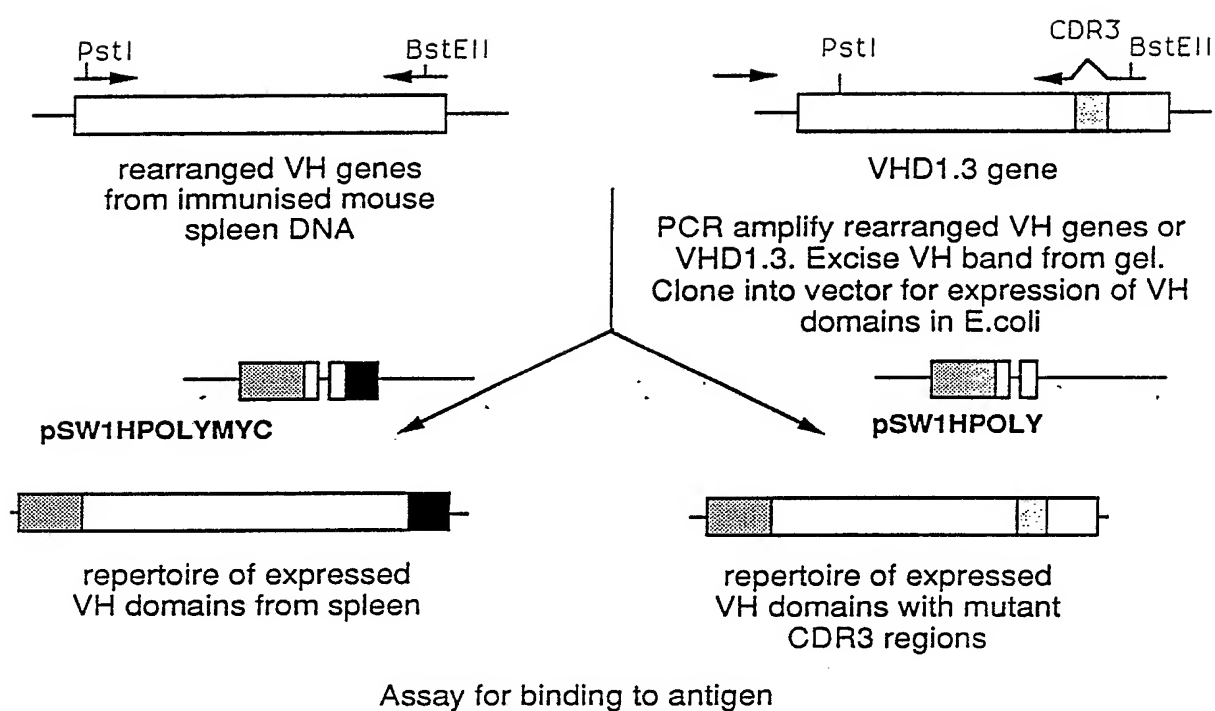 PstI
BstEII
rearranged VH genes
from immunised mouse
spleen DNA
PstI
CDR3
BstEII
VHD1.3 gene
PCR amplify rearranged VH genes or
VHD1.3. Excise VH band from gel.
Clone into vector for expression of VH
domains in E.coli
pSW1HPOLYMYC
pSW1HPOLY
repertoire of expressed
VH domains from spleen
repertoire of expressed
VH domains with mutant
CDR3 regions
Assay for binding to antigen